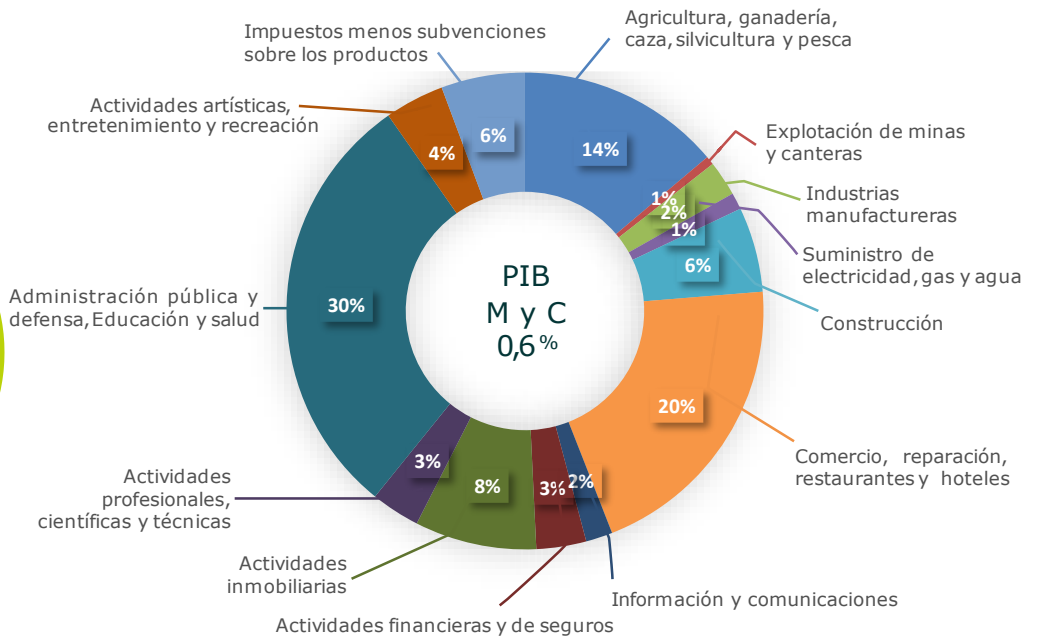 Impuestos menos subvenciones
sobre los productos
Agricultura, ganadería,
caza, silvicultura y pesca
Actividades artísticas,
entretenimiento y recreación
Explotación de minas
y canteras
Industrias
manufactureras
Suministro de
electricidad, gas y agua
Construcción
Administración pública y
defensa, Educación y salud
Comercio, reparación,
restaurantes y hoteles
Actividades
profesionales,
científicas y técnicas
Actividades
inmobiliarias
Información y comunicaciones
Actividades financieras y de seguros
6%
14%
4%
1%
2%
1%
6%
30%
20%
3%
8%
3%
2%
PIB
M y C
0,6%